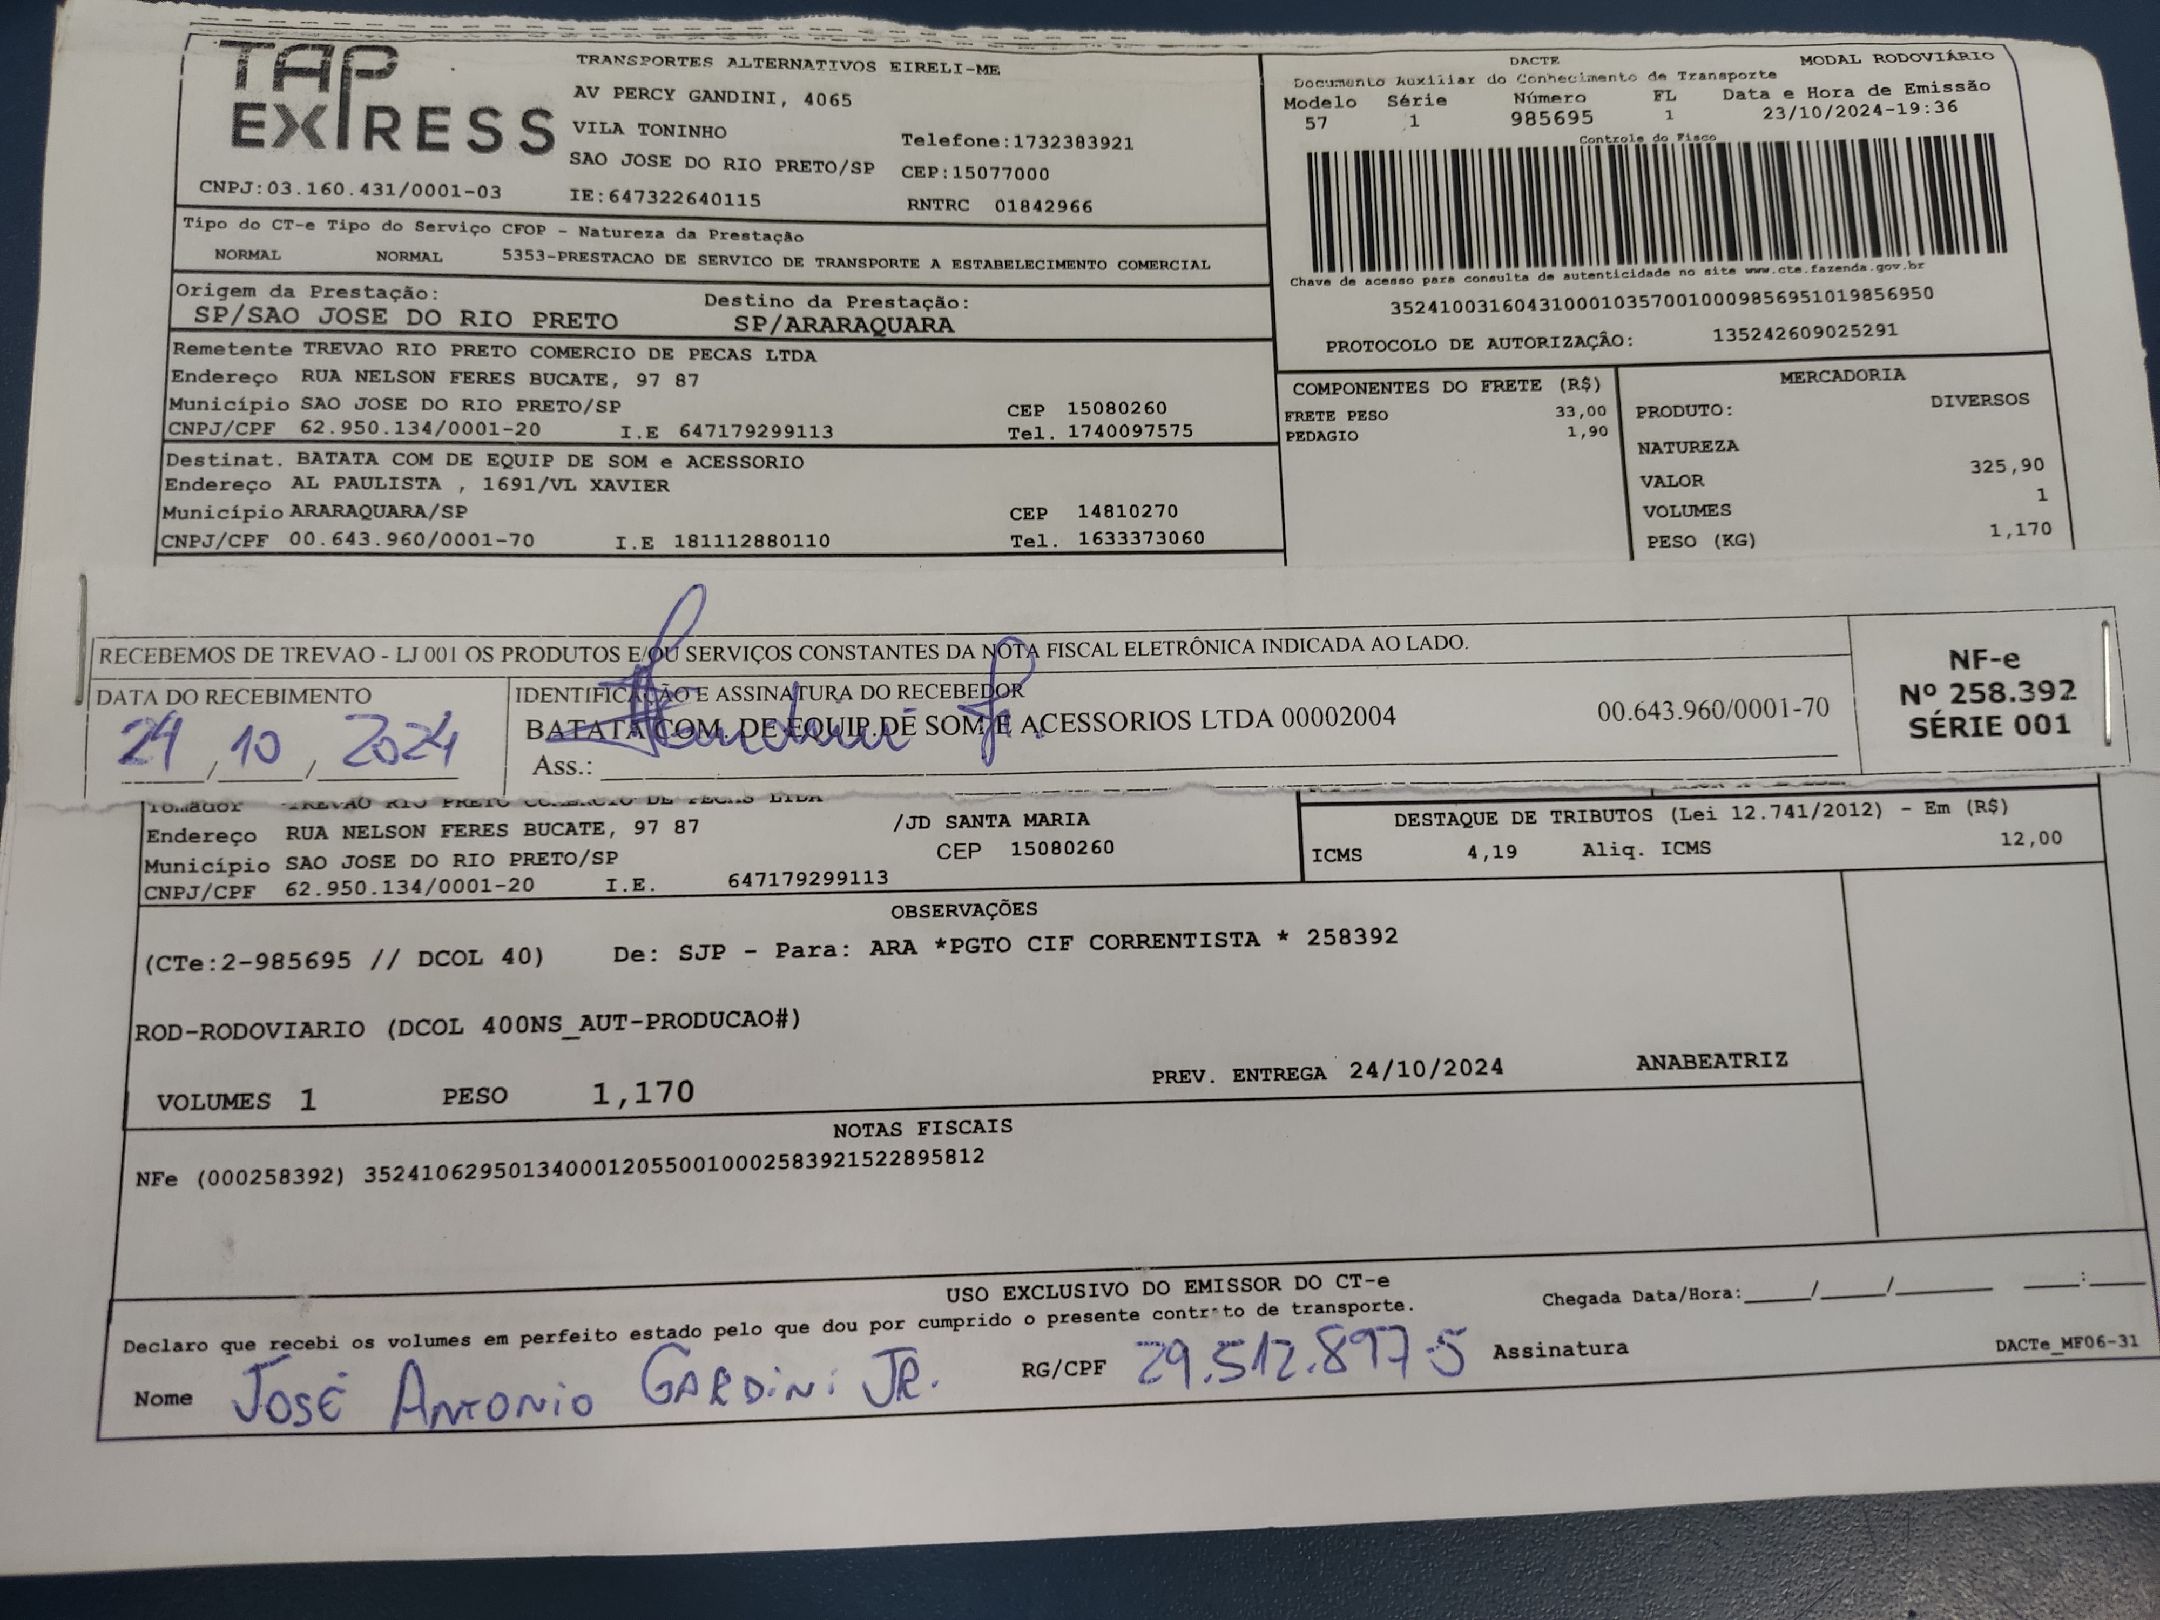 TAP EXPRESS
TRANSPORTES ALTERNATIVOS EIRELI-ME
AV PERCY GANDINI, 4065
VILA TONINHO
Telefone:1732383921
SAO JOSE DO RIO PRETO/SP CEP:15077000
CNPJ:03.160.431/0001-03 IE:647322640115 RNTRC 01842966
DACTE MODAL RODOVIÁRIO
Documento Auxiliar do Conhecimento de Transporte
Modelo Série Número FL Data e Hora de Emissão
57 1 985695 1 23/10/2024-19:36
Controle do Fisco
Chave de acesso para consulta de autenticidade no site www.cte.fazenda.gov.br
35241003160431000103570010009856951019856950
PROTOCOLO DE AUTORIZAÇÃO: 135242609025291
Tipo do CT-e Tipo do Serviço CFOP - Natureza da Prestação
NORMAL NORMAL 5353-PRESTACAO DE SERVICO DE TRANSPORTE A ESTABELECIMENTO COMERCIAL
Origem da Prestação: Destino da Prestação:
SP/SAO JOSE DO RIO PRETO SP/ARARAQUARA
Remetente TREVAO RIO PRETO COMERCIO DE PECAS LTDA
Endereço RUA NELSON FERES BUCATE, 97 87
Município SAO JOSE DO RIO PRETO/SP CEP 15080260
CNPJ/CPF 62.950.134/0001-20 I.E 647179299113 Tel. 1740097575
Destinat. BATATA COM DE EQUIP DE SOM e ACESSORIO
Endereço AL PAULISTA , 1691/VL XAVIER
Município ARARAQUARA/SP CEP 14810270
CNPJ/CPF 00.643.960/0001-70 I.E 181112880110 Tel. 1633373060
COMPONENTES DO FRETE (R$)
FRETE PESO 33,00
PEDAGIO 1,90
MERCADORIA
PRODUTO: DIVERSOS
NATUREZA
VALOR 325,90
VOLUMES 1
PESO (KG) 1,170
RECEBEMOS DE TREVAO - LJ 001 OS PRODUTOS E/OU SERVIÇOS CONSTANTES DA NOTA FISCAL ELETRÔNICA INDICADA AO LADO.
DATA DO RECEBIMENTO
24, 10, 2024
IDENTIFICAÇÃO E ASSINATURA DO RECEBEDOR
BATATA COM. DE EQUIP.DE SOM E ACESSORIOS LTDA 00002004 00.643.960/0001-70
Ass.:
NF-e
Nº 258.392
SÉRIE 001
Tomador TREVAO RIO PRETO COMERCIO DE PECAS LTDA
Endereço RUA NELSON FERES BUCATE, 97 87 /JD SANTA MARIA
Município SAO JOSE DO RIO PRETO/SP CEP 15080260
CNPJ/CPF 62.950.134/0001-20 I.E. 647179299113
DESTAQUE DE TRIBUTOS (Lei 12.741/2012) - Em (R$)
ICMS 4,19 Aliq. ICMS 12,00
OBSERVAÇÕES
(CTe:2-985695 // DCOL 40) De: SJP - Para: ARA *PGTO CIF CORRENTISTA * 258392
ROD-RODOVIARIO (DCOL 400NS_AUT-PRODUCAO#)
VOLUMES 1 PESO 1,170 PREV. ENTREGA 24/10/2024 ANABEATRIZ
NOTAS FISCAIS
NFe (000258392) 35241062950134000120550010002583921522895812
USO EXCLUSIVO DO EMISSOR DO CT-e
Declaro que recebi os volumes em perfeito estado pelo que dou por cumprido o presente contrato de transporte.
Chegada Data/Hora:____/____/____ ___:___
Nome JOSÉ ANTONIO GARDINI JR. RG/CPF 29.512.897-5 Assinatura
DACTe_MF06-31